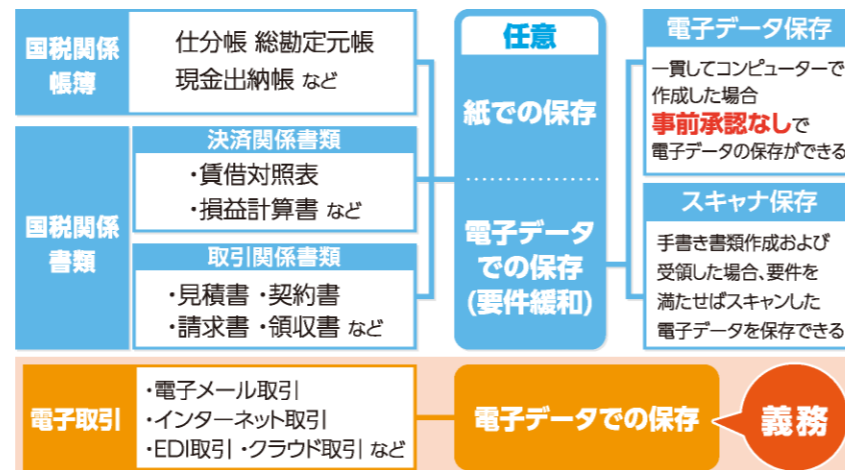 国税関係
帳簿
仕分帳 総勘定元帳
現金出納帳 など
国税関係
書類
決済関係書類
・賃借対照表
・損益計算書 など
取引関係書類
・見積書 ・契約書
・請求書 ・領収書 など
任意
紙での保存
電子データ
での保存
(要件緩和)
電子データ保存
一貫してコンピューターで
作成した場合
事前承認なしで
電子データの保存ができる
スキャナ保存
手書き書類作成および
受領した場合、要件を
満たせばスキャンした
電子データを保存できる
電子取引
・電子メール取引
・インターネット取引
・EDI取引 ・クラウド取引 など
電子データでの保存
義務